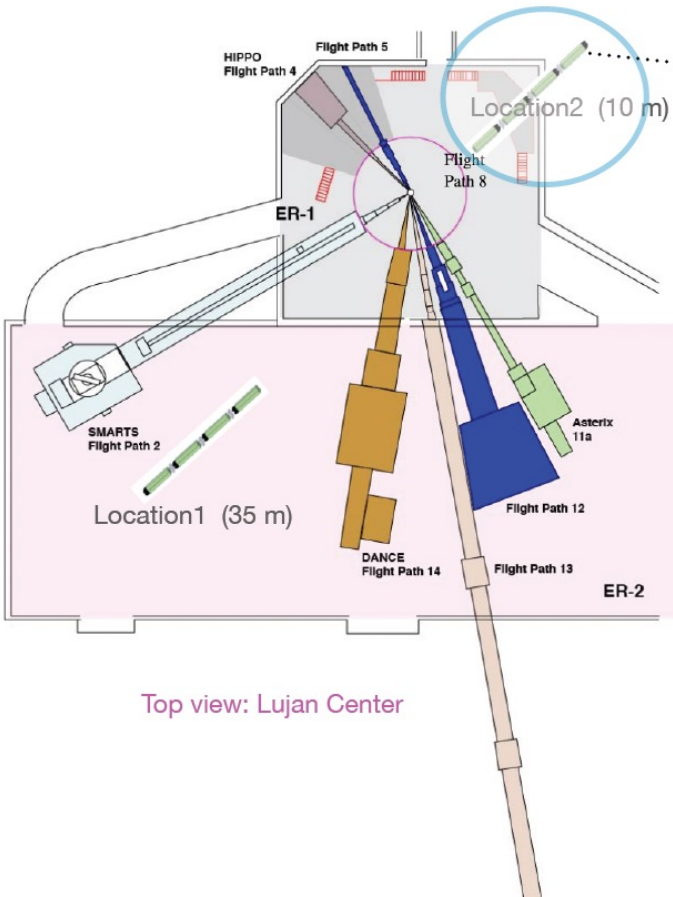 Flight Path 5
HIPPO
Flight Path 4
Location2 (10 m)
Flight
Path 8
ER-1
SMARTS
Flight Path 2
Asterix
11a
Location1 (35 m)
Flight Path 12
DANCE
Flight Path 14
Flight Path 13
ER-2
Top view: Lujan Center